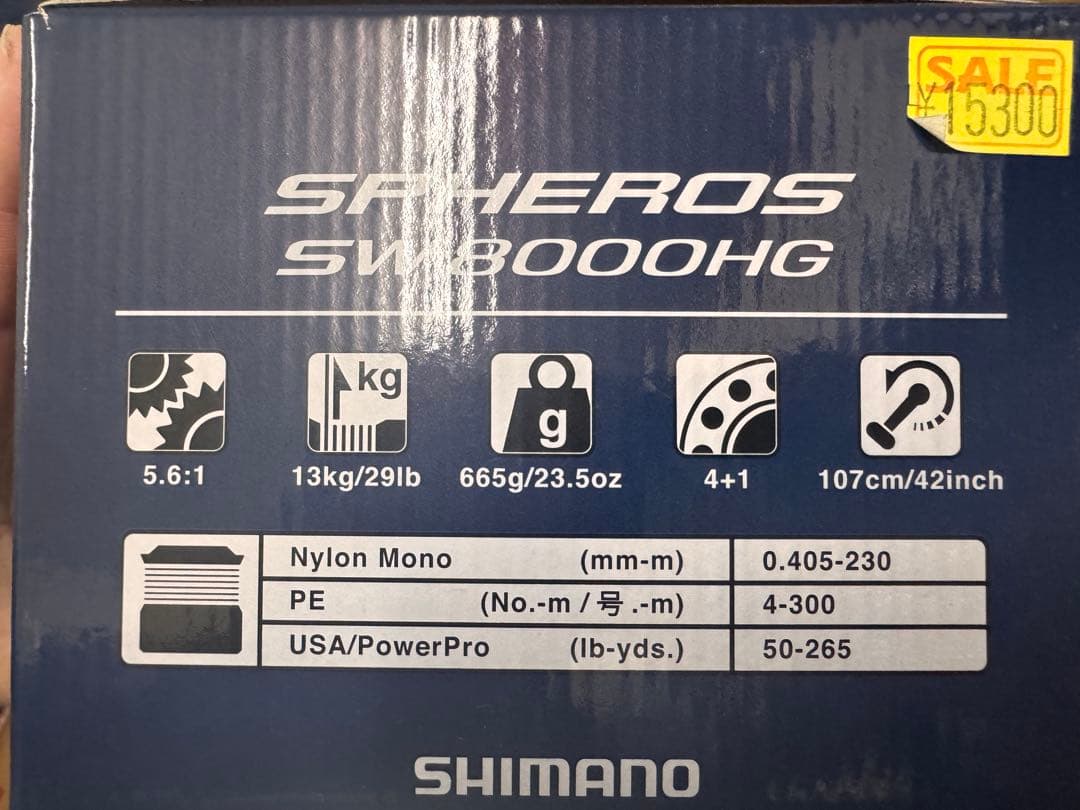 SALE
¥15300
SPHEROS
SW 8000HG
kg
g
5.6:1 13kg/29lb 665g/23.5oz 4+1 107cm/42inch
Nylon Mono (mm-m) 0.405-230
PE (No.-m / 号.-m) 4-300
USA/PowerPro (lb-yds.) 50-265
SHIMANO